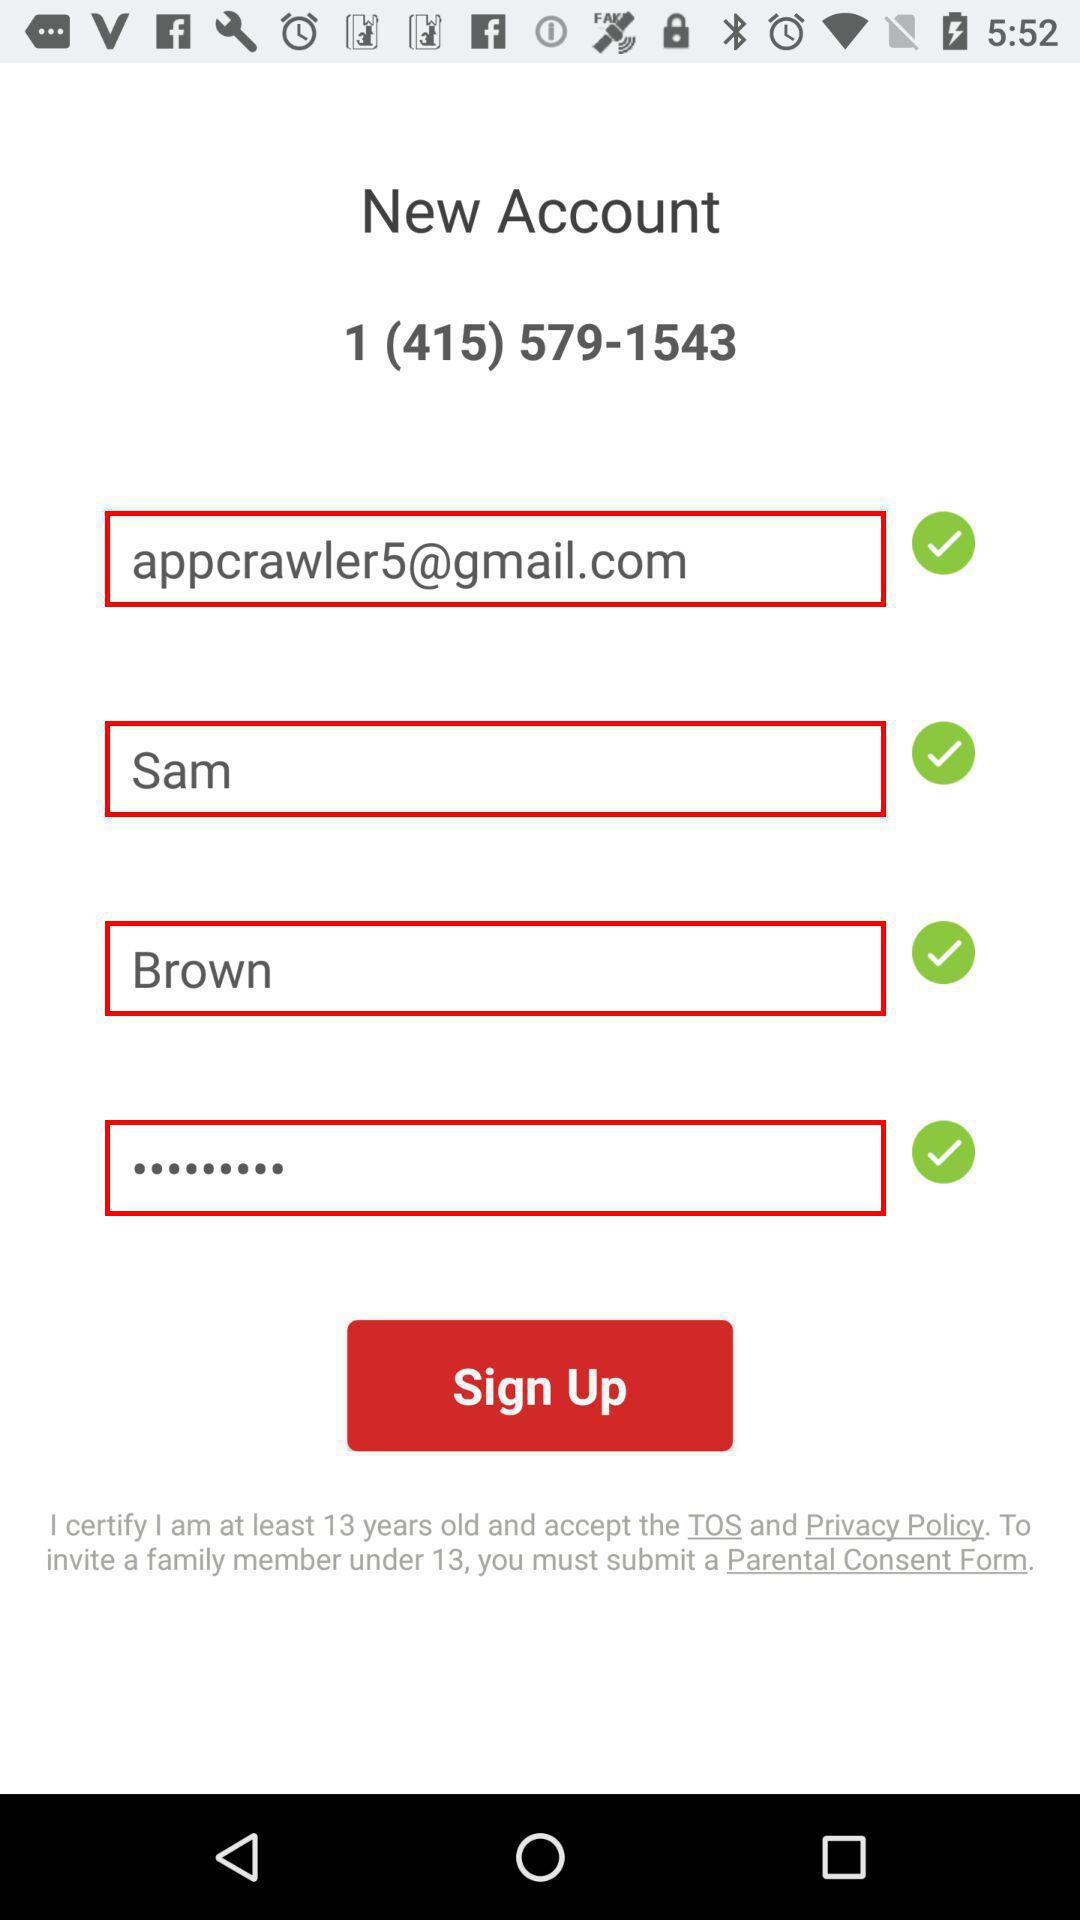 FAKE
5:52
New Account
1 (415) 579-1543
appcrawler5@gmail.com
Sam
Brown
•••••••••
Sign Up
I certify I am at least 13 years old and accept the TOS and Privacy Policy. To
invite a family member under 13, you must submit a Parental Consent Form.